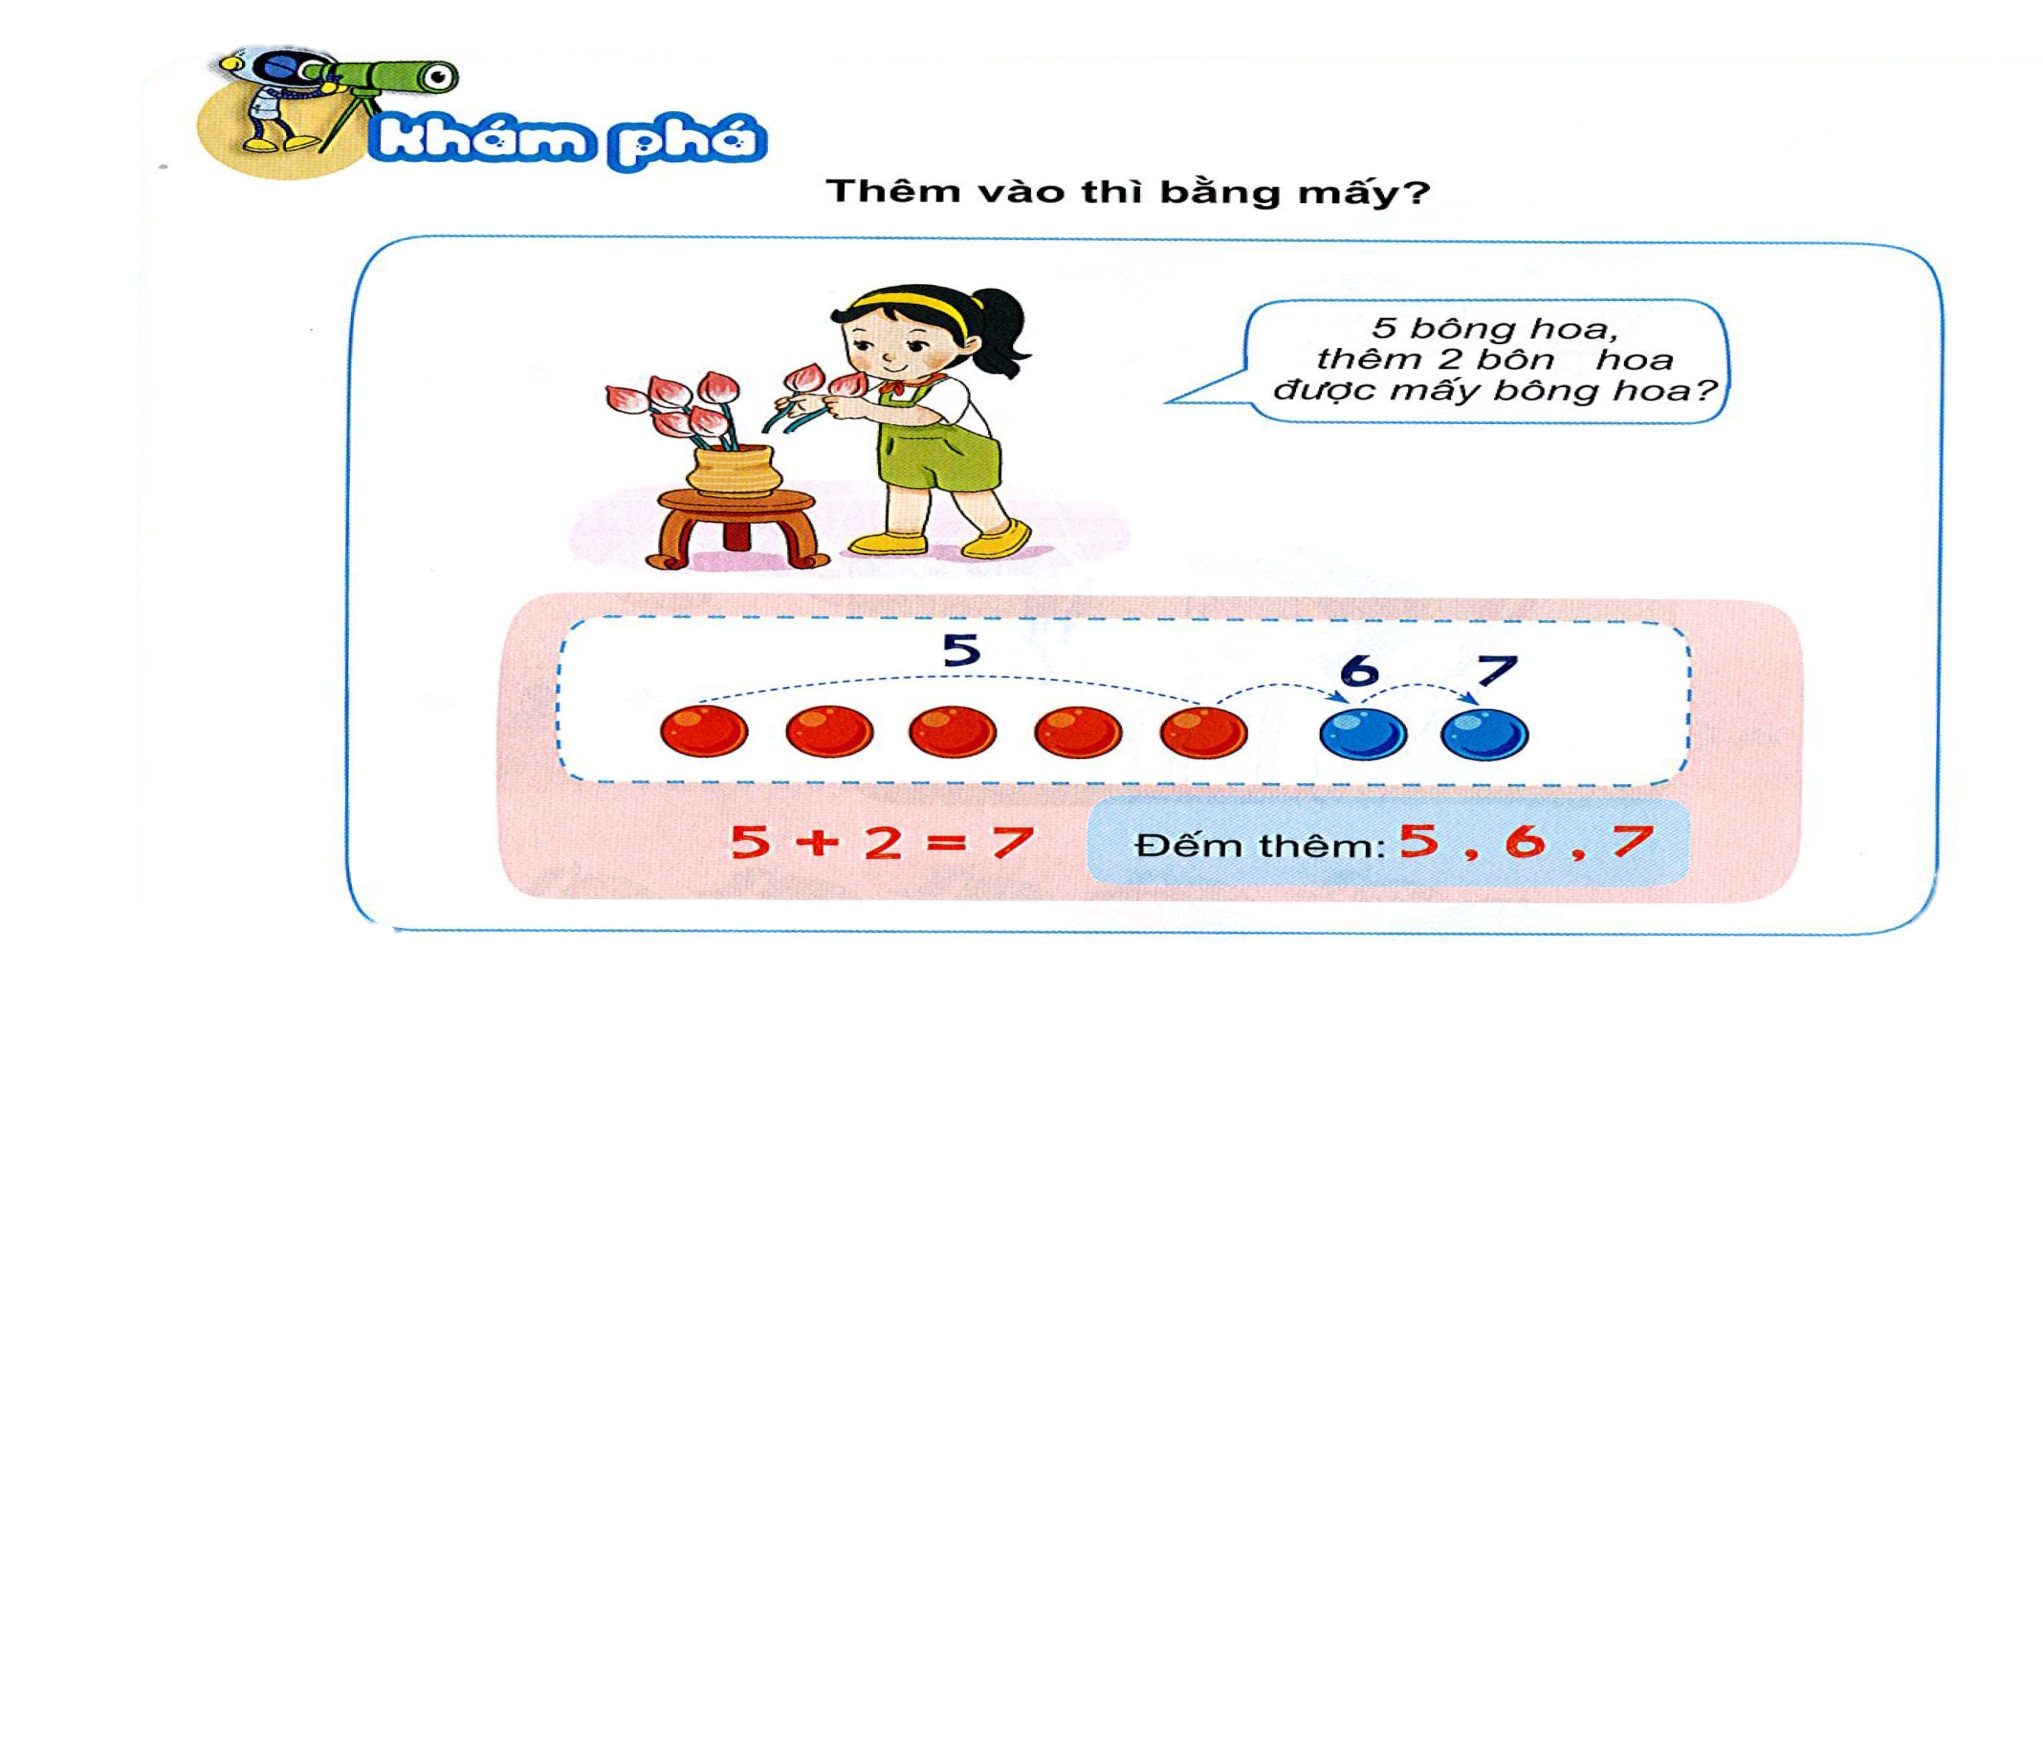 Khám phá
Thêm vào thì bằng mấy?
5 bông hoa,
thêm 2 bôn hoa
được mấy bông hoa?
5
6 7
5 + 2 = 7
Đếm thêm: 5 , 6 , 7